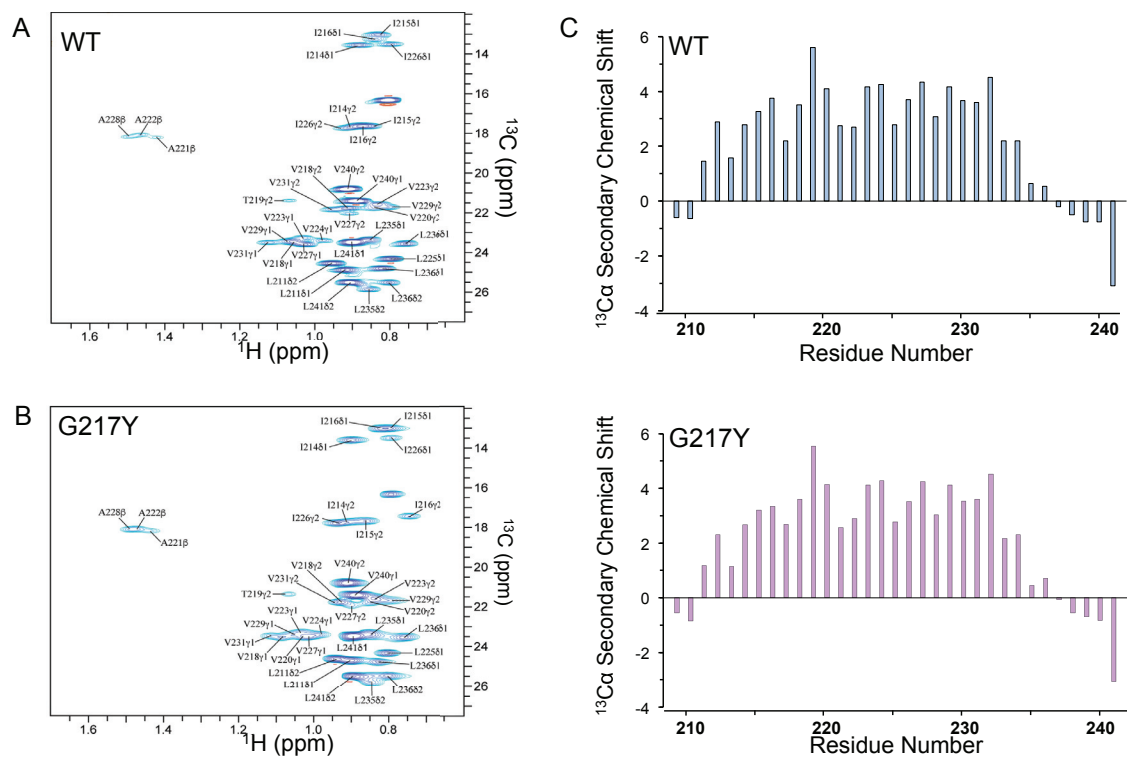 A
WT
I215δ1
I216δ1
I214δ1
I226δ1
I214γ2
I226γ2
I215γ2
I216γ2
A228β
A222β
A221β
V218γ2
V240γ2
V231γ2
V240γ1
V223γ2
T219γ2
V229γ2
V220γ2
V223γ1
V227γ2
V229γ1
V224γ1
L235δ1
L236δ1
V231γ1
V218γ1
V227γ1
L241δ1
L225δ1
L211δ2
L236δ1
L211δ1
L241δ2
L235δ2
L236δ2
14
16
18
20
22
24
26
13C (ppm)
1.6
1.4
1.2
1.0
0.8
1H (ppm)
B
G217Y
I216δ1
I215δ1
I214δ1
I226δ1
I214γ2
I216γ2
I226γ2
I215γ2
A228β
A222β
A221β
V240γ2
V218γ2
V240γ1
V231γ2
V223γ2
T219γ2
V229γ2
V220γ2
V223γ1
V227γ2
V229γ1
V224γ1
L235δ1
L236δ1
V231γ1
V218γ1
V220γ1
V227γ1
L241δ1
L225δ1
L211δ2
L236δ1
L211δ1
L241δ2
L235δ2
L236δ2
14
16
18
20
22
24
26
13C (ppm)
1.6
1.4
1.2
1.0
0.8
1H (ppm)
C
WT
13Cα Secondary Chemical Shift
6
4
2
0
-2
-4
210
220
230
240
Residue Number
G217Y
13Cα Secondary Chemical Shift
6
4
2
0
-2
-4
210
220
230
240
Residue Number